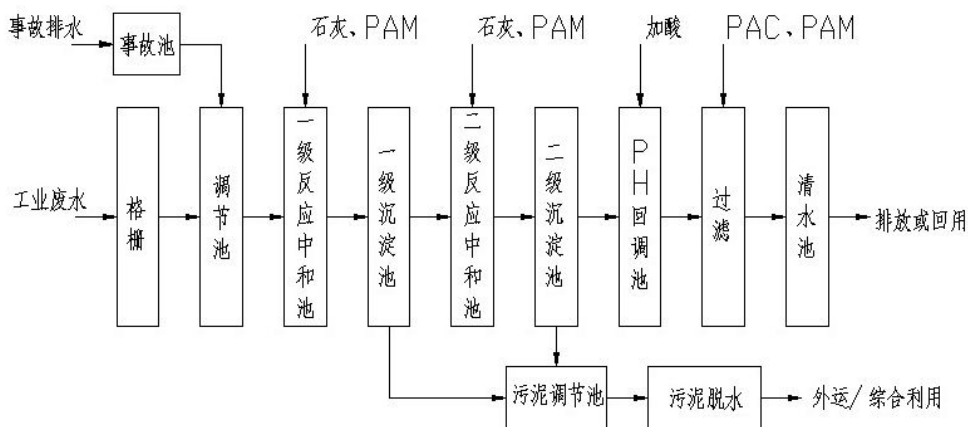 事故排水
事故池
石灰、PAM
石灰、PAM
加酸
PAC、PAM
工业废水
格栅
调节池
一级反应中和池
一级沉淀池
二级反应中和池
二级沉淀池
PH回调池
过滤
清水池
排放或回用
污泥调节池
污泥脱水
外运/综合利用